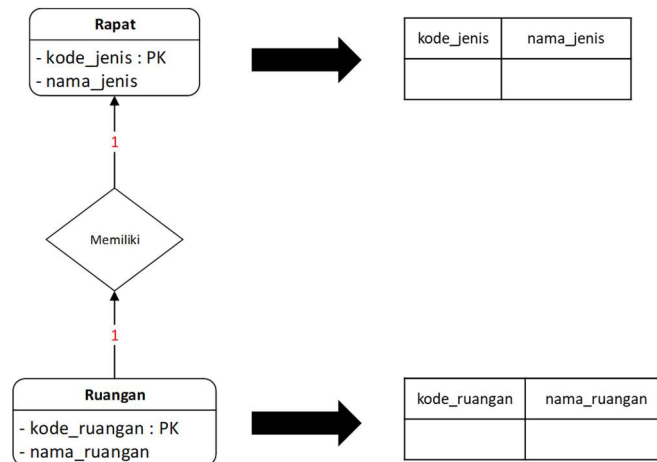 Rapat
- kode_jenis : PK
- nama_jenis
kode_jenis nama_jenis
1
Memiliki
1
Ruangan
- kode_ruangan : PK
- nama_ruangan
kode_ruangan nama_ruangan